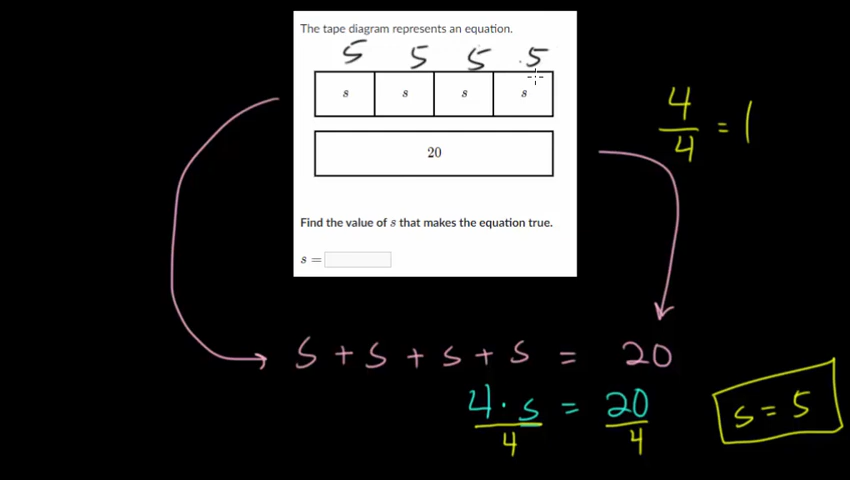 The tape diagram represents an equation.
5 5 5 5
s s s s
20
Find the value of s that makes the equation true.
s =
4/4 = 1
s + s + s + s = 20
4 · s = 20
4 4
s = 5